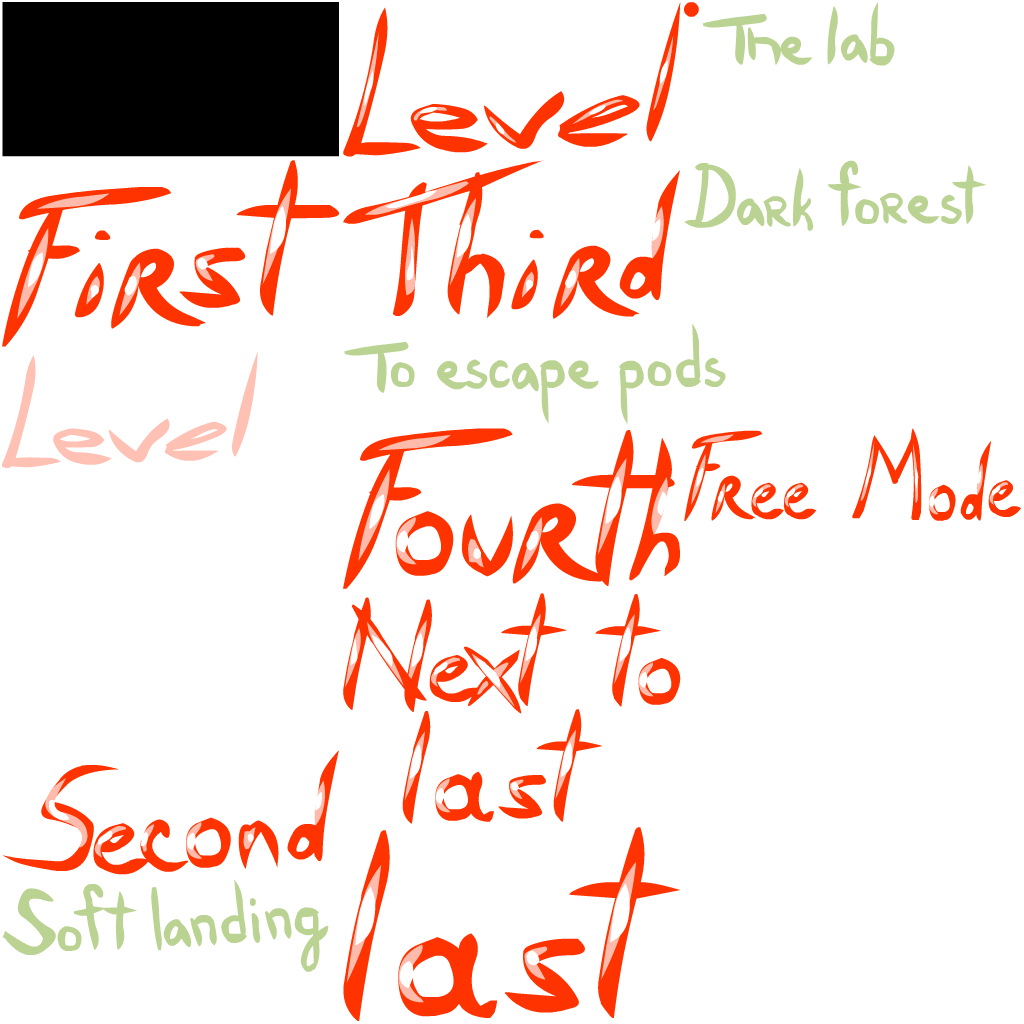 Level
The lab
First
Third
Dark forest
Level
To escape pods
Fourth
Free Mode
Next to
last
Second
Soft landing
last